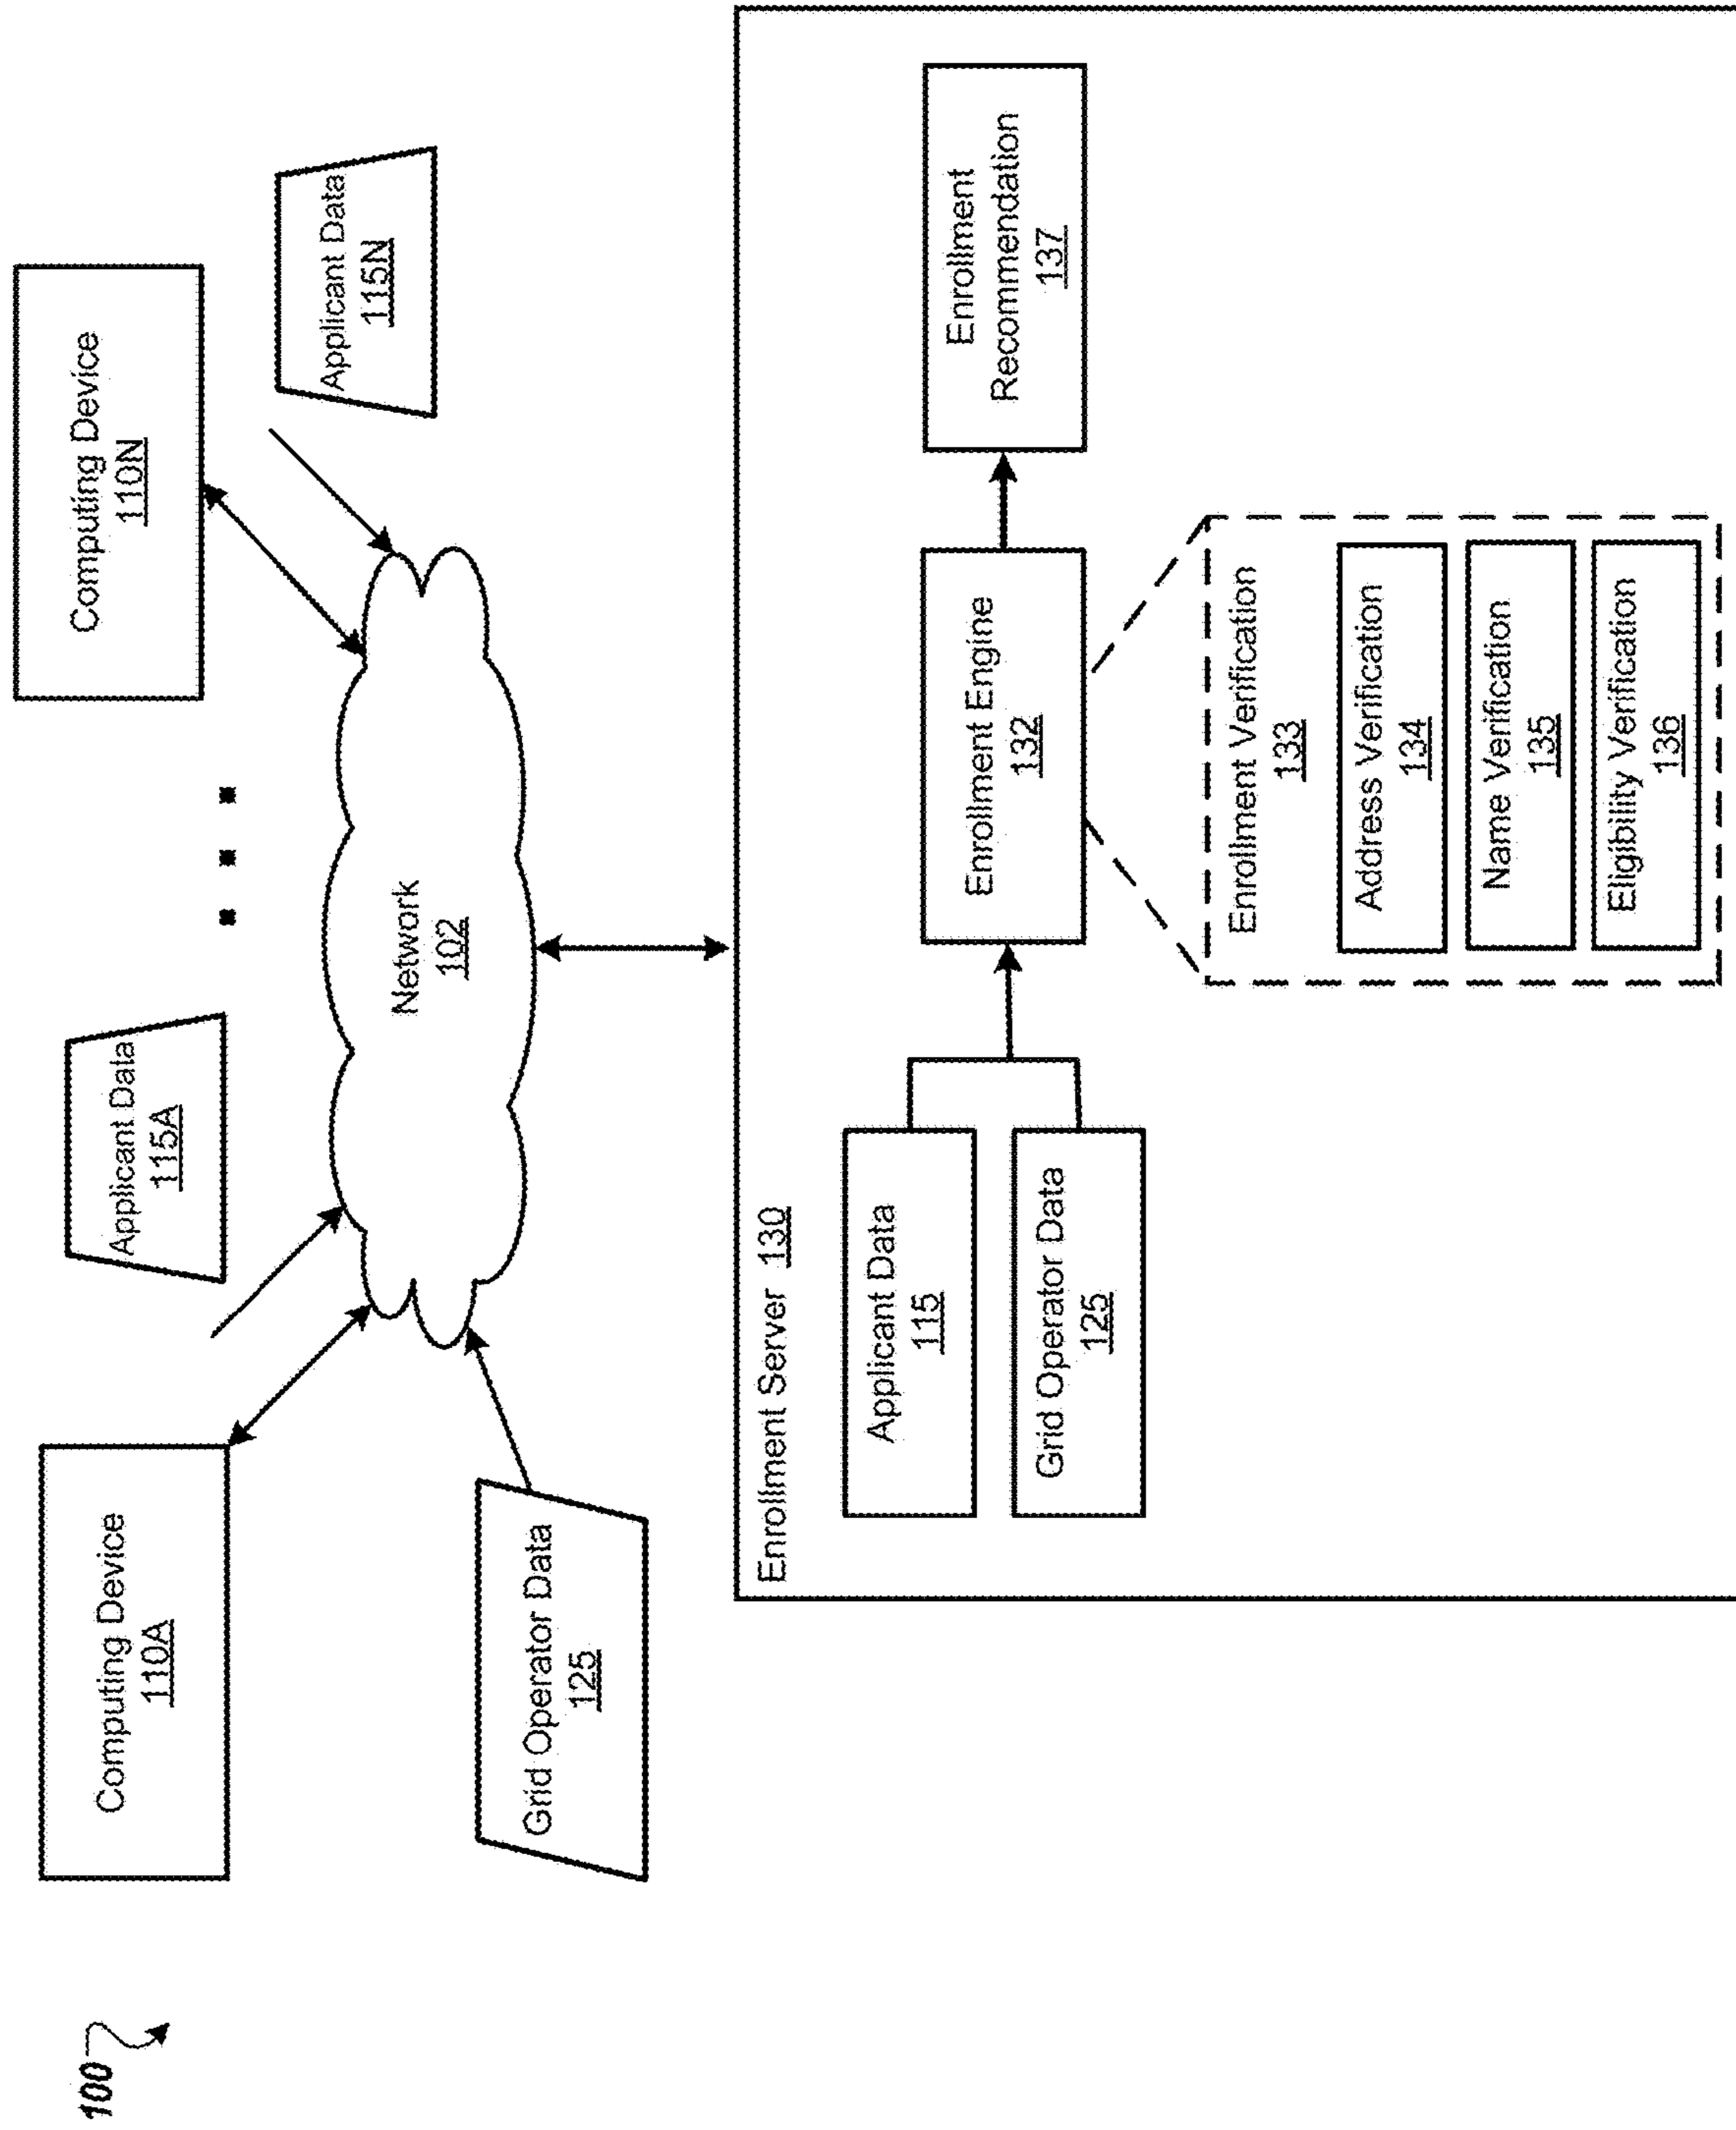 100
Computing Device
110A
Applicant Data
115A
Computing Device
110N
Applicant Data
115N
Grid Operator Data
125
Network
102
Enrollment Server 130
Applicant Data
115
Grid Operator Data
125
Enrollment Engine
132
Enrollment
Recommendation
137
Enrollment Verification
133
Address Verification
134
Name Verification
135
Eligibility Verification
136